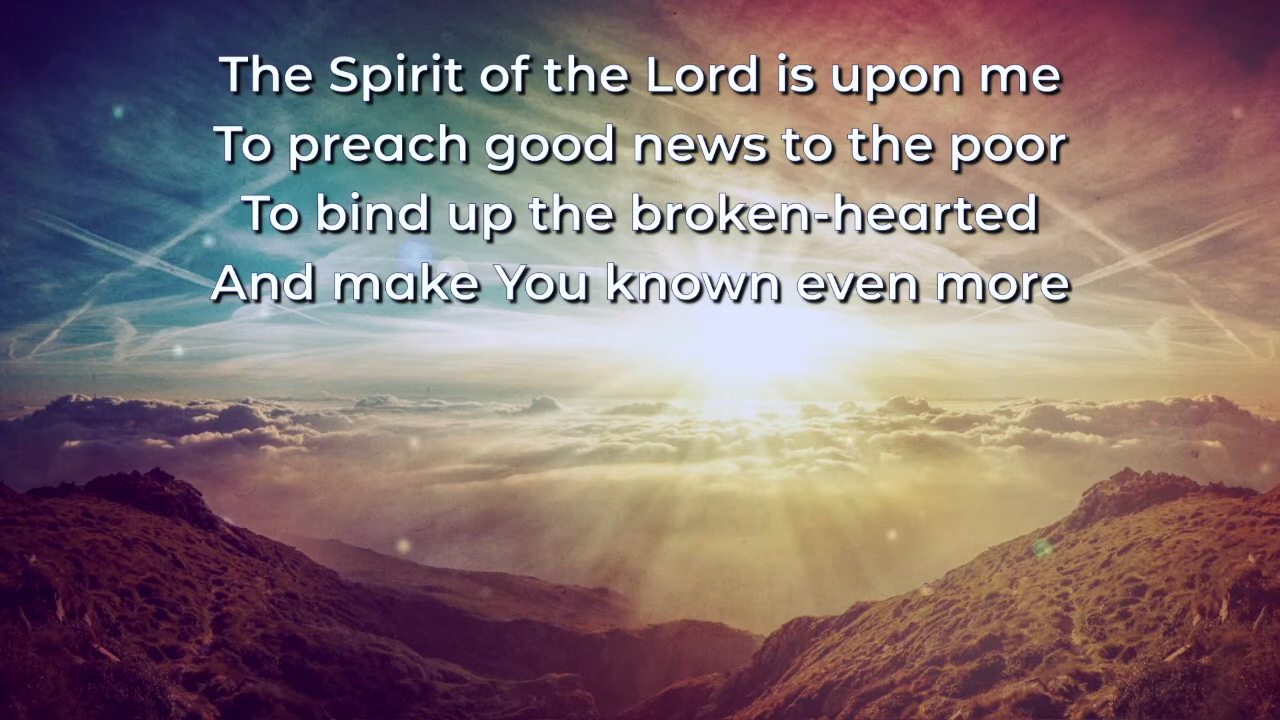 The Spirit of the Lord is upon me
To preach good news to the poor
To bind up the broken-hearted
And make You known even more